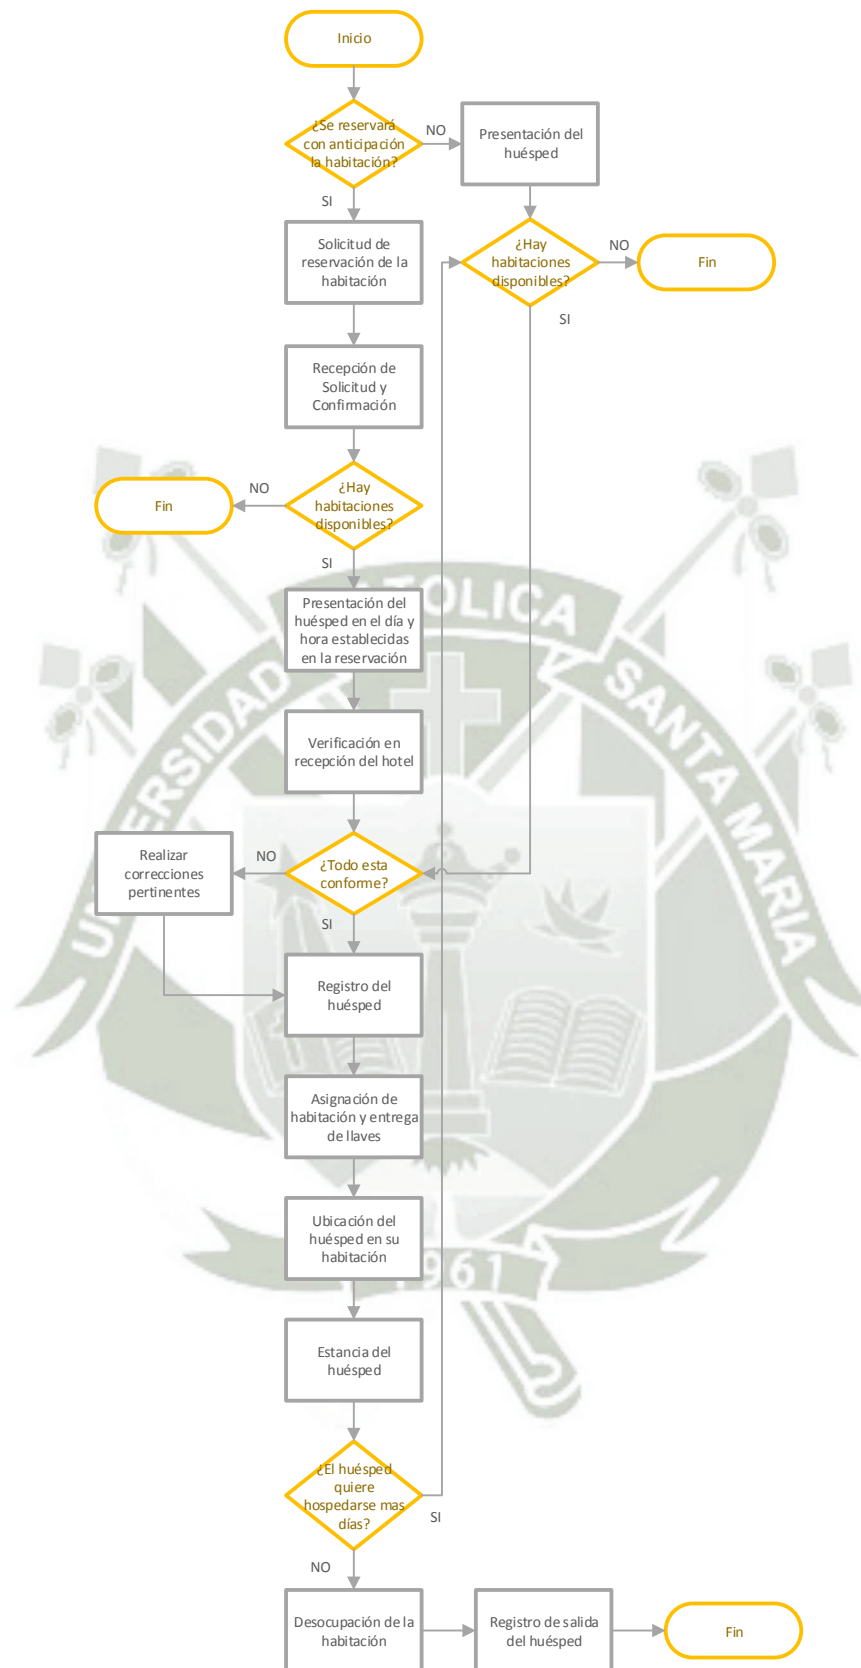 Inicio
¿Se reservará
con anticipación
la habitación?
NO
Presentación del
huésped
SI
Solicitud de
reservación de la
habitación
¿Hay
habitaciones
disponibles?
NO
Fin
SI
Recepción de
Solicitud y
Confirmación
¿Hay
habitaciones
disponibles?
NO
Fin
SI
Presentación del
huésped en el día y
hora establecidas
en la reservación
Verificación en
recepción del hotel
¿Todo esta
conforme?
NO
Realizar
correcciones
pertinentes
SI
Registro del
huésped
Asignación de
habitación y entrega
de llaves
Ubicación del
huésped en su
habitación
Estancia del
huésped
¿El huésped
quiere
hospedarse mas
días?
SI
NO
Desocupación de la
habitación
Registro de salida
del huésped
Fin
SANTA MARIA
1961